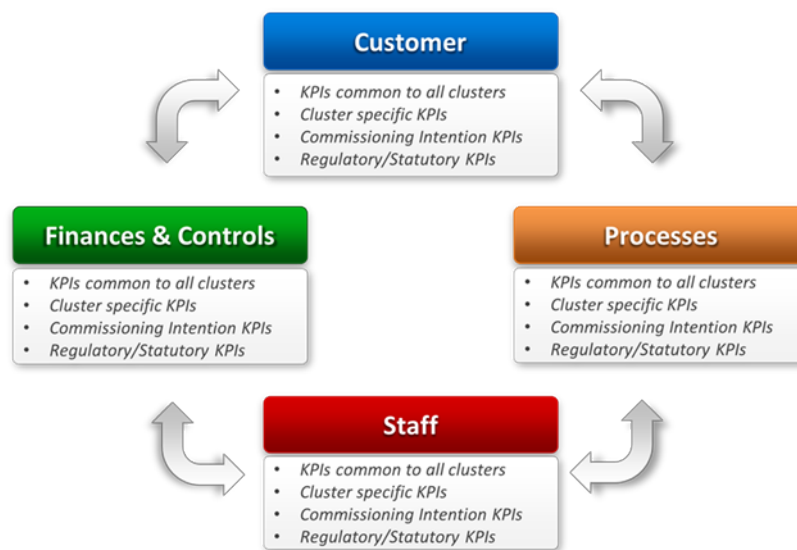 Customer
• KPIs common to all clusters
• Cluster specific KPIs
• Commissioning Intention KPIs
• Regulatory/Statutory KPIs
Finances & Controls
• KPIs common to all clusters
• Cluster specific KPIs
• Commissioning Intention KPIs
• Regulatory/Statutory KPIs
Processes
• KPIs common to all clusters
• Cluster specific KPIs
• Commissioning Intention KPIs
• Regulatory/Statutory KPIs
Staff
• KPIs common to all clusters
• Cluster specific KPIs
• Commissioning Intention KPIs
• Regulatory/Statutory KPIs